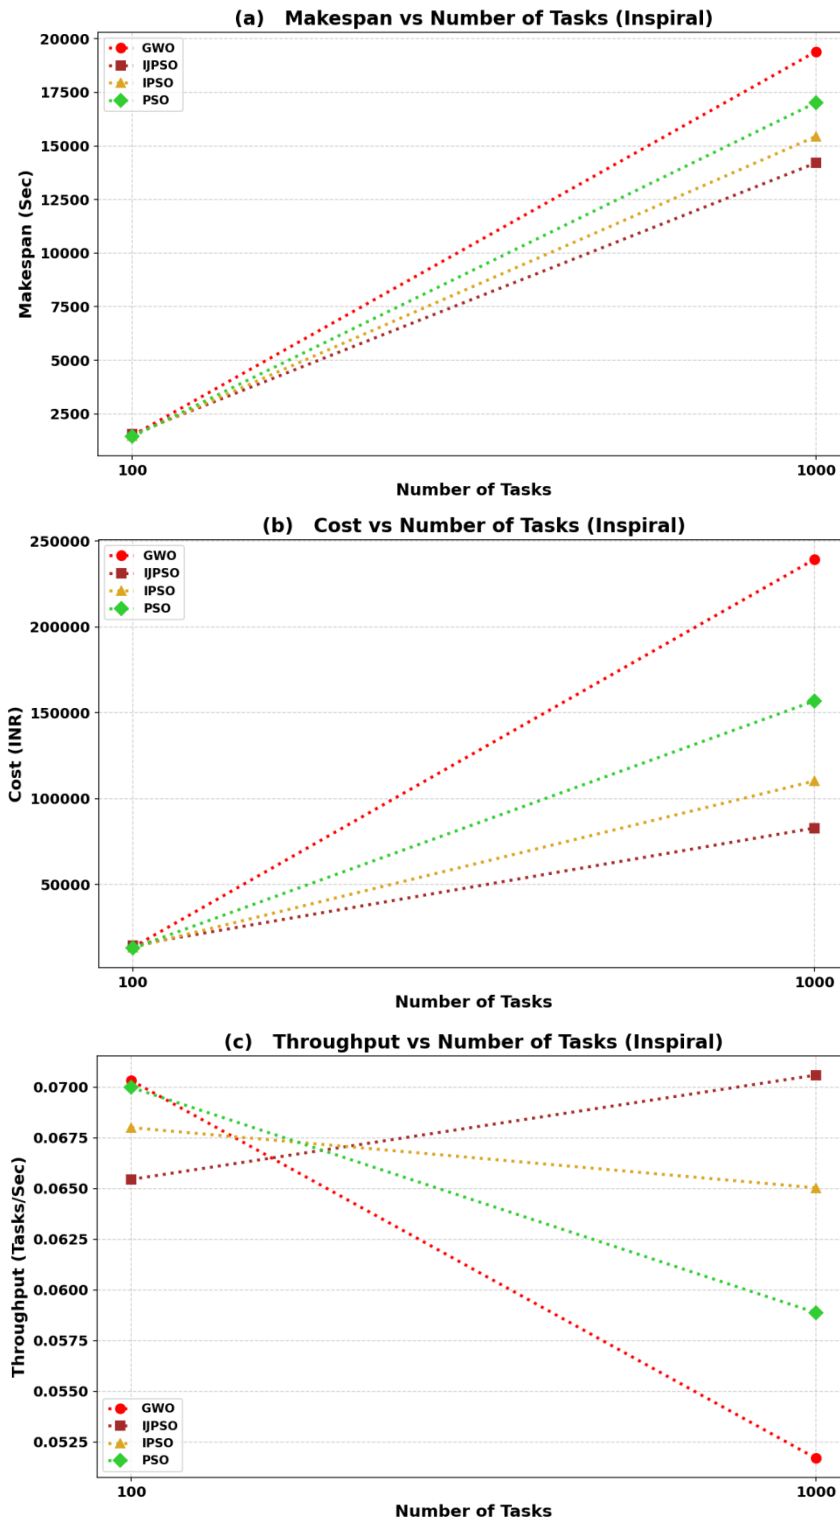 (a) Makespan vs Number of Tasks (Inspiral)
20000
17500
15000
12500
10000
7500
5000
2500
Makespan (Sec)
GWO
IJPSO
IPSO
PSO
100
1000
Number of Tasks
(b) Cost vs Number of Tasks (Inspiral)
250000
200000
150000
100000
50000
Cost (INR)
GWO
IJPSO
IPSO
PSO
100
1000
Number of Tasks
(c) Throughput vs Number of Tasks (Inspiral)
0.0700
0.0675
0.0650
0.0625
0.0600
0.0575
0.0550
0.0525
Throughput (Tasks/Sec)
GWO
IJPSO
IPSO
PSO
100
1000
Number of Tasks